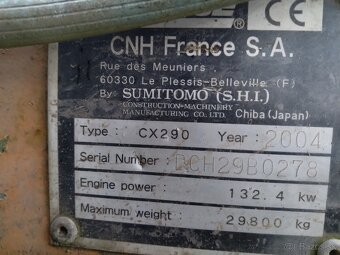 CE
CNH France S.A.
Rue des Meuniers
60330 Le Plessis-Belleville (F)
By: SUMITOMO (S.H.I.)
CONSTRUCTION MACHINERY
MANUFACTURING CO. LTD. Chiba (Japan)
Type : CX290 Year : 2004
Serial Number : DCH29B0278
Engine power : 132.4 kw
Maximum weight : 29800 kg